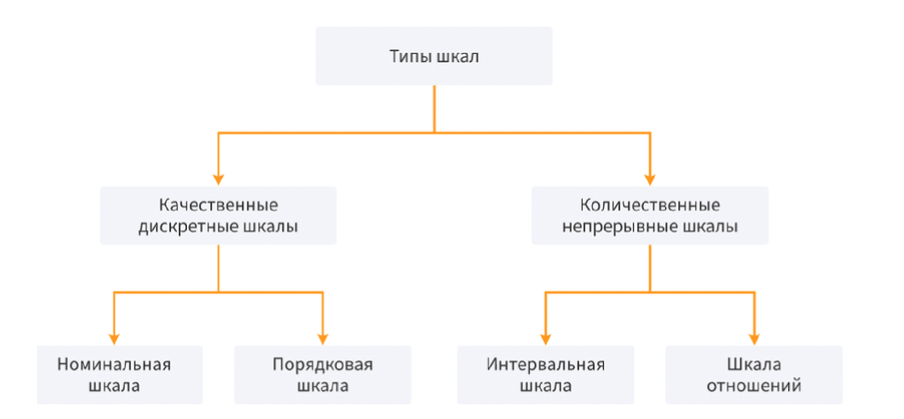 Типы шкал
Качественные
дискретные шкалы
Количественные
непрерывные шкалы
Номинальная
шкала
Порядковая
шкала
Интервальная
шкала
Шкала
отношений